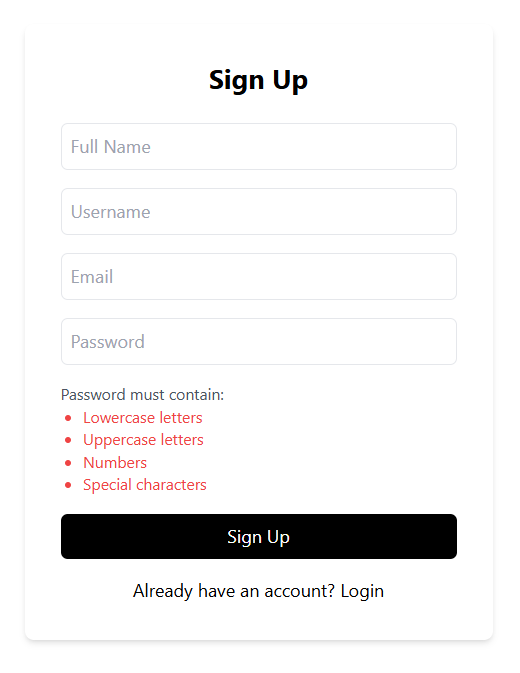 Sign Up
Full Name
Username
Email
Password
Password must contain:
Lowercase letters
Uppercase letters
Numbers
Special characters
Sign Up
Already have an account? Login